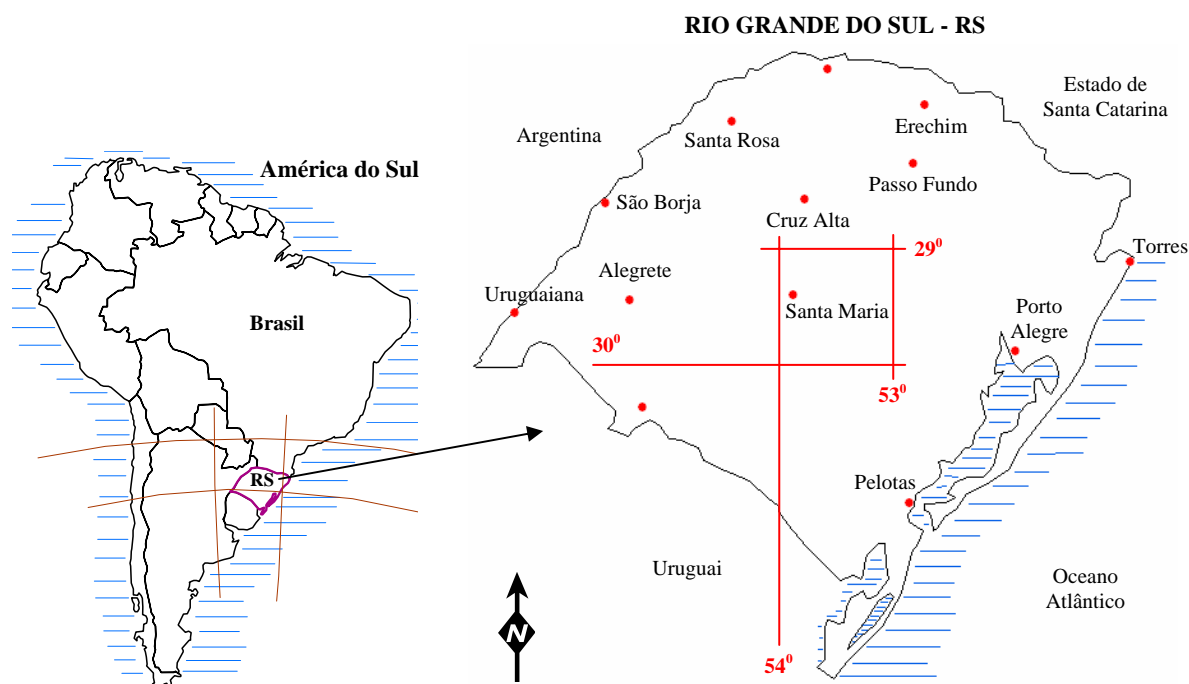 RIO GRANDE DO SUL - RS
América do Sul
Brasil
RS
Argentina
Estado de
Santa Catarina
Santa Rosa
Erechim
Passo Fundo
São Borja
Cruz Alta
29⁰
Torres
Alegrete
Uruguaiana
Santa Maria
Porto
Alegre
30⁰
53⁰
Pelotas
Uruguai
Oceano
Atlântico
N
54⁰